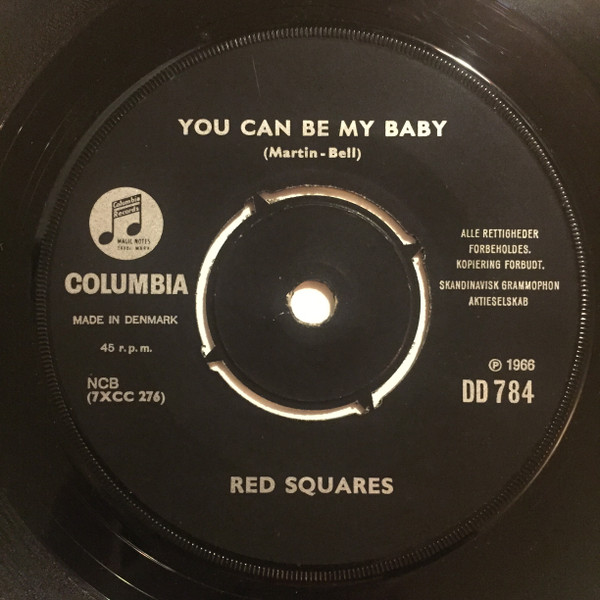 YOU CAN BE MY BABY
(Martin - Bell)
Columbia
Records
MAGIC NOTES
COLUMBIA
MADE IN DENMARK
45 r.p.m.
NCB
(7XCC 276)
ALLE RETTIGHEDER
FORBEHOLDES.
KOPIERING FORBUDT.
SKANDINAVISK GRAMMOPHON
AKTIESELSKAB
℗ 1966
DD 784
RED SQUARES